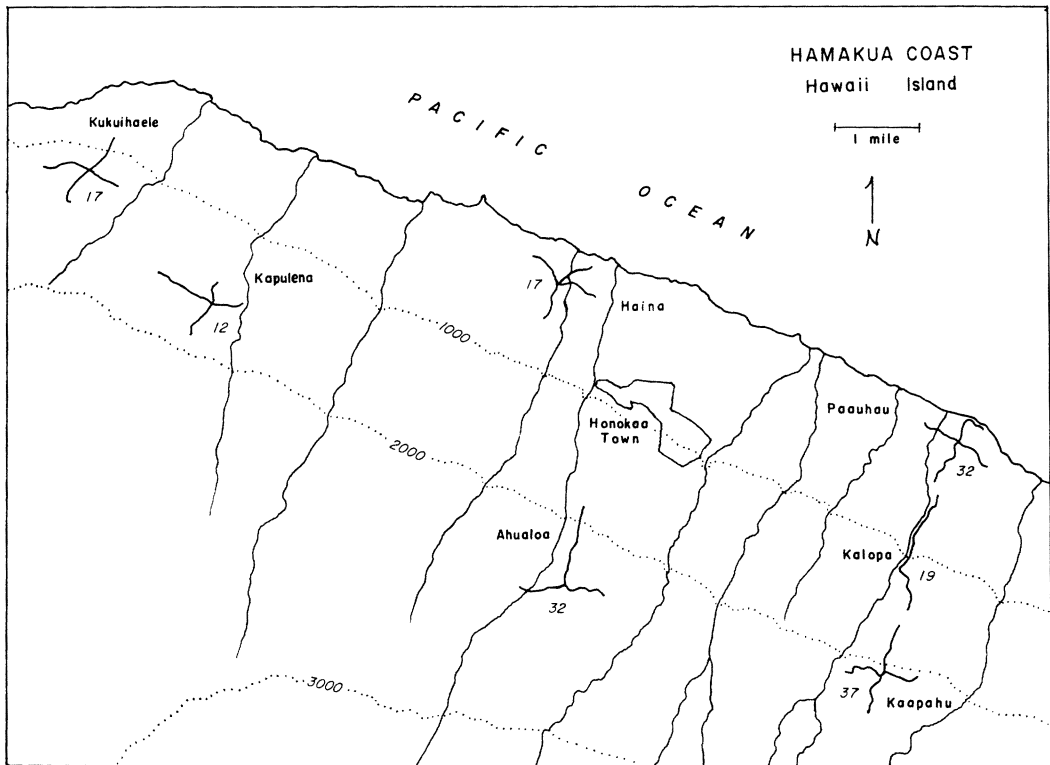 HAMAKUA COAST
Hawaii Island
1 mile
N
PACIFIC OCEAN
Kukuihaele
17
Kapulena
12
17
Haina
1000
Honokaa
Town
Paauhau
32
2000
Ahualoa
32
Kalopa
19
3000
37
Kaapahu